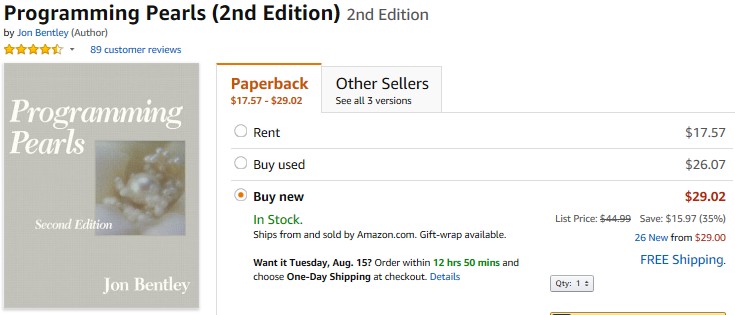 Programming Pearls (2nd Edition) 2nd Edition
by Jon Bentley (Author)
89 customer reviews
Programming
Pearls
Second Edition
Jon Bentley
Paperback
$17.57 - $29.02
Other Sellers
See all 3 versions
Rent $17.57
Buy used $26.07
Buy new $29.02
In Stock. List Price: $44.99 Save: $15.97 (35%)
Ships from and sold by Amazon.com. Gift-wrap available. 26 New from $29.00
FREE Shipping.
Want it Tuesday, Aug. 15? Order within 12 hrs 50 mins and
choose One-Day Shipping at checkout. Details
Qty: 1